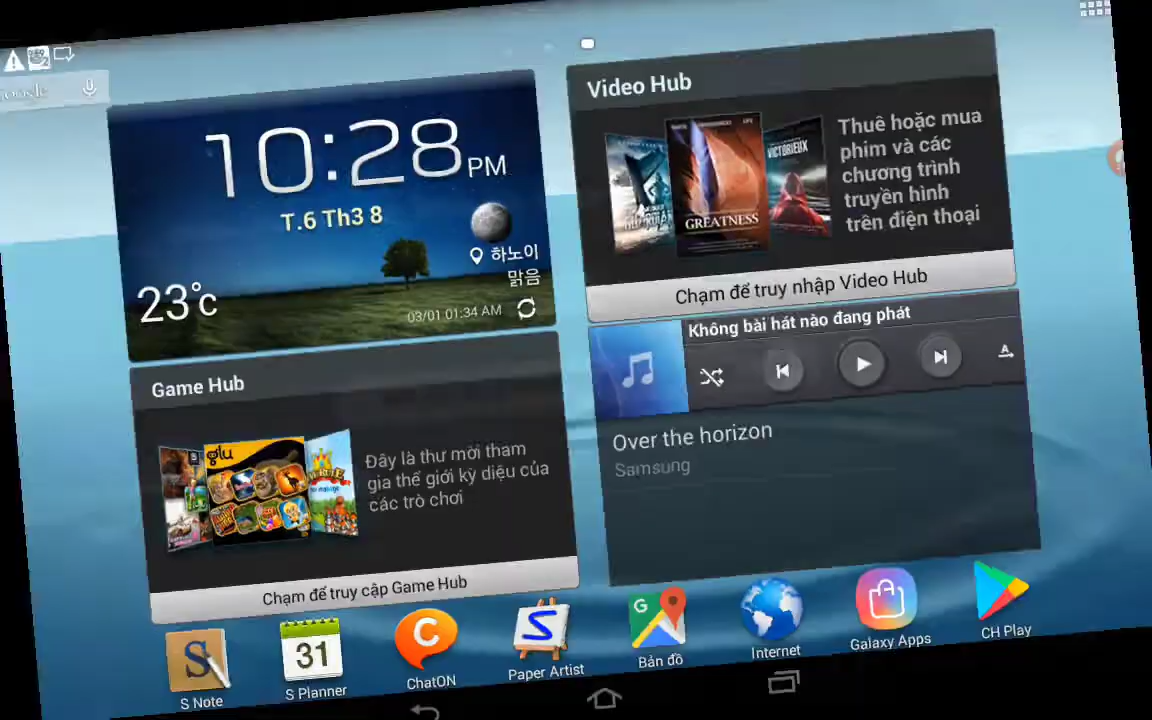 Google
10:28 PM
T.6 Th3 8
하노이
맑음
23°c
03/01 01:34 AM
Video Hub
VICTORIEUX
GREATNESS
Thuê hoặc mua
phim và các
chương trình
truyền hình
trên điện thoại
Chạm để truy nhập Video Hub
Không bài hát nào đang phát
A
Over the horizon
Samsung
Game Hub
glu
Đây là thư mời tham
gia thế giới kỳ diệu của
các trò chơi
Chạm để truy cập Game Hub
S
31
C
S
G
S Note
S Planner
ChatON
Paper Artist
Bản đồ
Internet
Galaxy Apps
CH Play